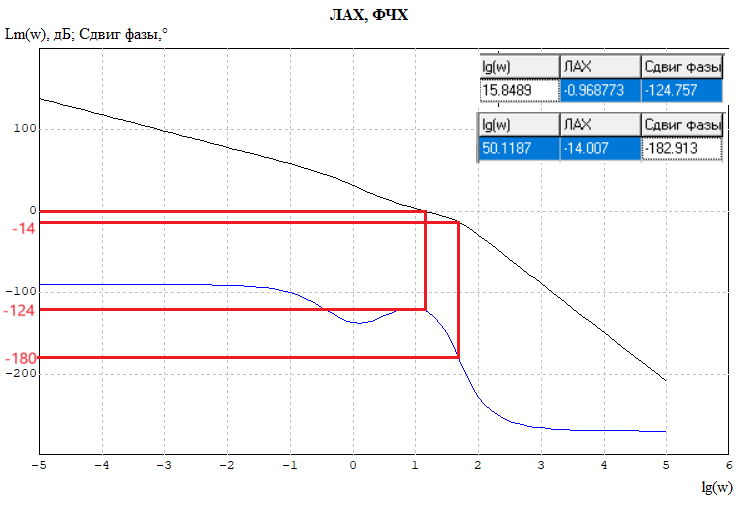 ЛАХ, ФЧХ
Lm(w), дБ; Сдвиг фазы,°
lg(w) ЛАХ Сдвиг фазы
15.8489 -0.968773 -124.757
lg(w) ЛАХ Сдвиг фазы
50.1187 -14.007 -182.913
100
0
-14
-100
-124
-180
-200
-5 -4 -3 -2 -1 0 1 2 3 4 5 6
lg(w)